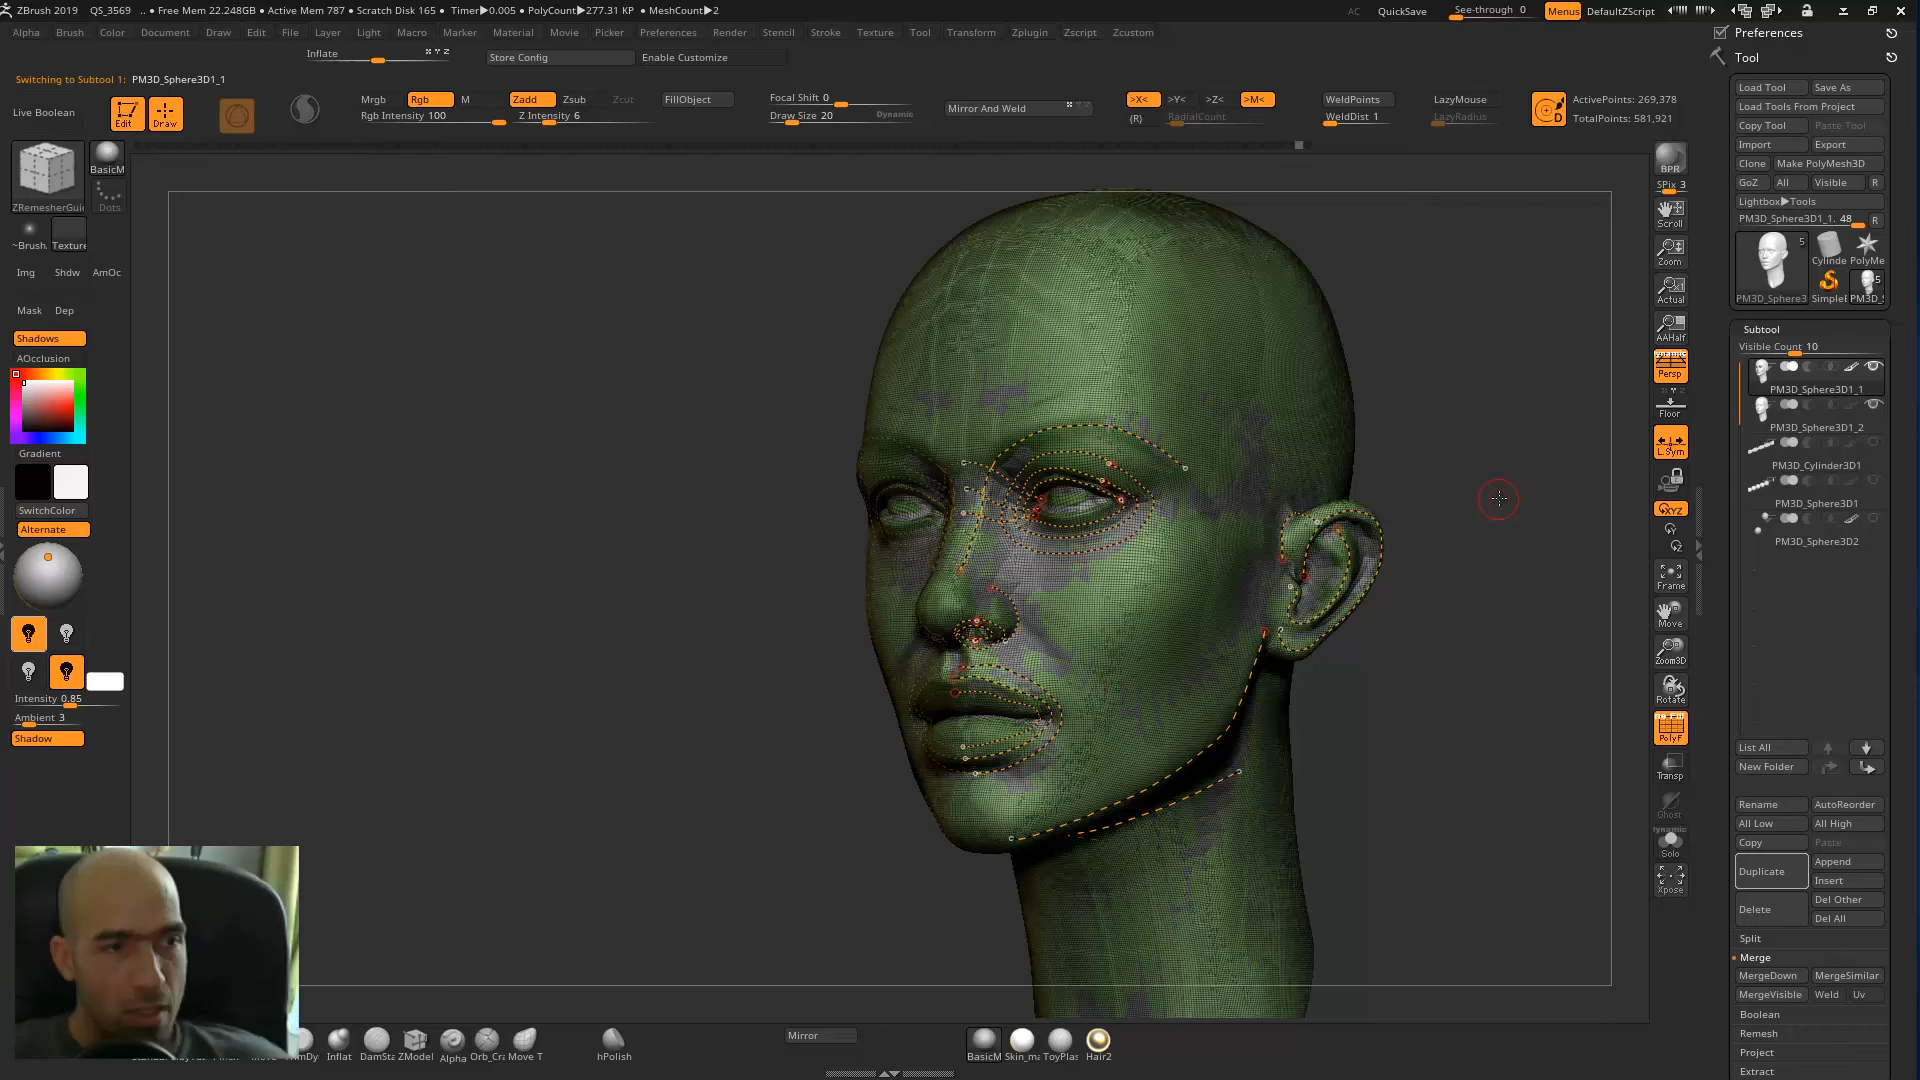 ZBrush 2019 QS_3569 .. • Free Mem 22.248GB • Active Mem 787 • Scratch Disk 165 • Timer▶0.005 • PolyCount▶277.31 KP • MeshCount▶2
AC QuickSave See-through 0 Menus DefaultZScript
Alpha Brush Color Document Draw Edit File Layer Light Macro Marker Material Movie Picker Preferences Render Stencil Stroke Texture Tool Transform Zplugin Zscript Zcustom
Inflate Store Config Enable Customize
Switching to Subtool 1: PM3D_Sphere3D1_1
Live Boolean Edit Draw
Mrgb Rgb M Zadd Zsub Zcut FillObject
Rgb Intensity 100 Z Intensity 6
Focal Shift 0
Draw Size 20 Dynamic
Mirror And Weld
>X< >Y< >Z< >M<
(R) RadialCount
WeldPoints
WeldDist 1
LazyMouse
LazyRadius
D
ActivePoints: 269,378
TotalPoints: 581,921
ZRemesherGui
BasicM
Dots
~Brush.
Texture
Img Shdw AmOc
Mask Dep
Shadows
AOcclusion
Gradient
SwitchColor
Alternate
Intensity 0.85
Ambient 3
Shadow
BPR
SPix 3
Scroll
Zoom
Actual
AAHalf
Dynamic
Persp
Floor
L.Sym
XYZ
Y
Z
Frame
Move
Zoom3D
Rotate
PolyF
Transp
Ghost
Dynamic
Solo
Xpose
Preferences
Tool
Load Tool Save As
Load Tools From Project
Copy Tool Paste Tool
Import Export
Clone Make PolyMesh3D
GoZ All Visible R
Lightbox▶Tools
PM3D_Sphere3D1_1. 48 R
5
Cylinde PolyMe
5
PM3D_Sphere3 SimpleB PM3D_S
Subtool
Visible Count 10
PM3D_Sphere3D1_1
PM3D_Sphere3D1_2
PM3D_Cylinder3D1
PM3D_Sphere3D1
PM3D_Sphere3D2
List All
New Folder
Rename AutoReorder
All Low All High
Copy Paste
Duplicate Append
Insert
Delete Del Other
Del All
Split
Merge
MergeDown MergeSimilar
MergeVisible Weld Uv
Boolean
Remesh
Project
Extract
Inflat DamSta ZModel Alpha Orb_Cra Move T hPolish
Mirror
BasicM Skin_ma ToyPlas Hair2